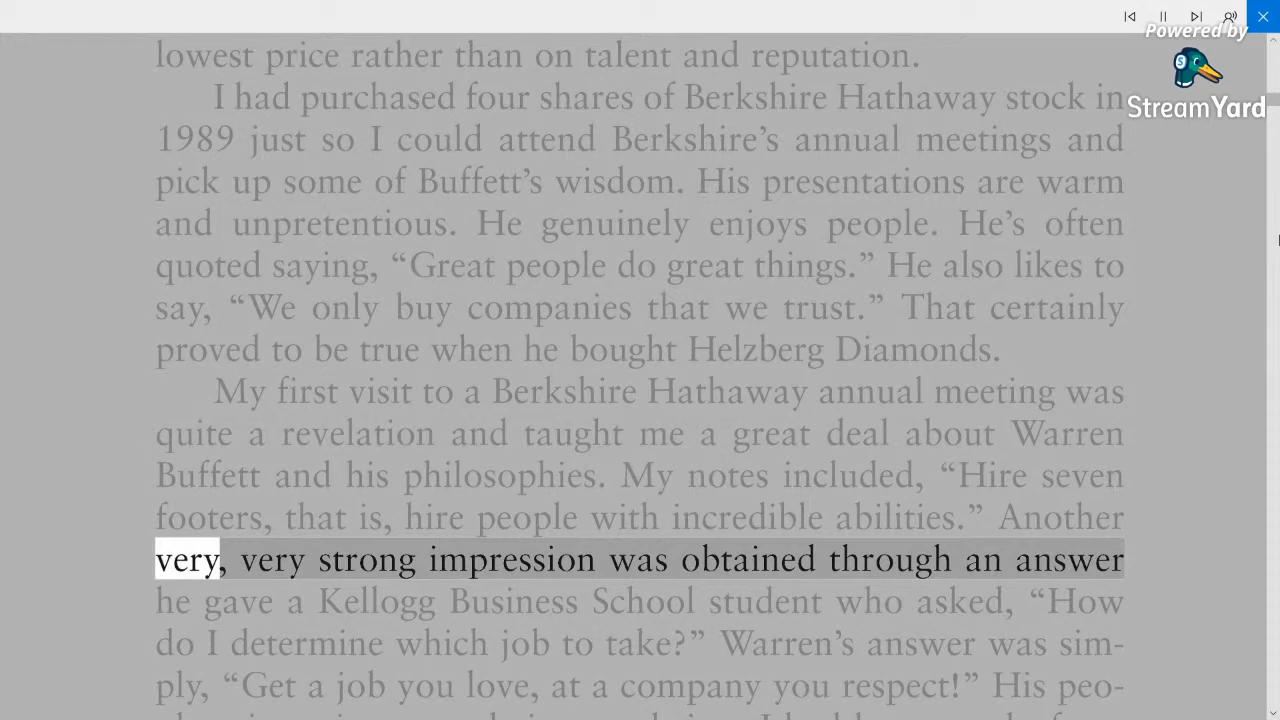 Powered by
StreamYard
lowest price rather than on talent and reputation.
I had purchased four shares of Berkshire Hathaway stock in
1989 just so I could attend Berkshire’s annual meetings and
pick up some of Buffett’s wisdom. His presentations are warm
and unpretentious. He genuinely enjoys people. He’s often
quoted saying, “Great people do great things.” He also likes to
say, “We only buy companies that we trust.” That certainly
proved to be true when he bought Helzberg Diamonds.
My first visit to a Berkshire Hathaway annual meeting was
quite a revelation and taught me a great deal about Warren
Buffett and his philosophies. My notes included, “Hire seven
footers, that is, hire people with incredible abilities.” Another
very, very strong impression was obtained through an answer
he gave a Kellogg Business School student who asked, “How
do I determine which job to take?” Warren’s answer was sim-
ply, “Get a job you love, at a company you respect!” His peo-